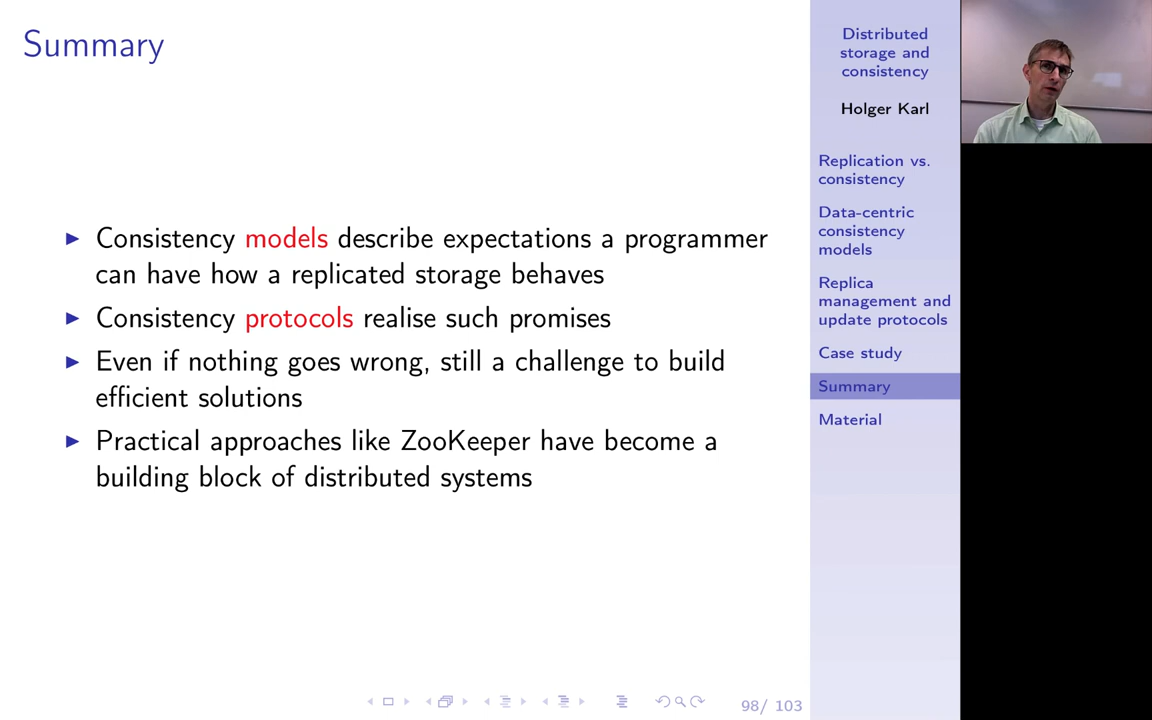 Summary
Consistency models describe expectations a programmer
can have how a replicated storage behaves
Consistency protocols realise such promises
Even if nothing goes wrong, still a challenge to build
efficient solutions
Practical approaches like ZooKeeper have become a
building block of distributed systems
98/ 103
Distributed
storage and
consistency
Holger Karl
Replication vs.
consistency
Data-centric
consistency
models
Replica
management and
update protocols
Case study
Summary
Material